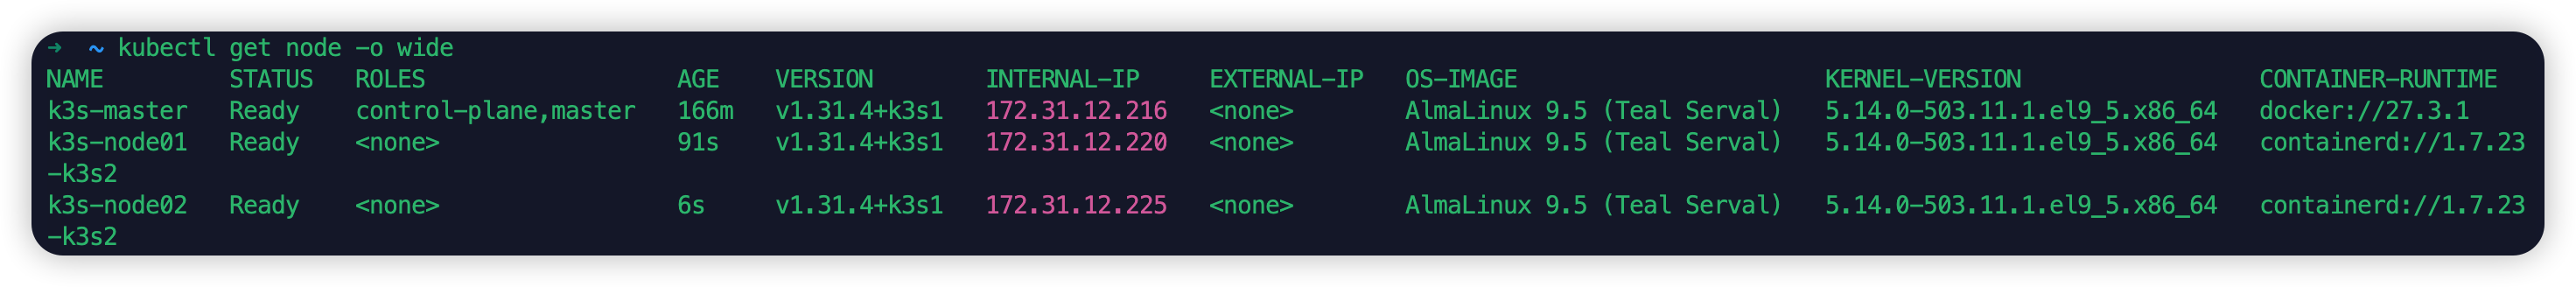 ➜  ~ kubectl get node -o wide
NAME         STATUS   ROLES                  AGE    VERSION        INTERNAL-IP     EXTERNAL-IP   OS-IMAGE                      KERNEL-VERSION                 CONTAINER-RUNTIME
k3s-master   Ready    control-plane,master   166m   v1.31.4+k3s1   172.31.12.216   <none>        AlmaLinux 9.5 (Teal Serval)   5.14.0-503.11.1.el9_5.x86_64   docker://27.3.1
k3s-node01   Ready    <none>                 91s    v1.31.4+k3s1   172.31.12.220   <none>        AlmaLinux 9.5 (Teal Serval)   5.14.0-503.11.1.el9_5.x86_64   containerd://1.7.23
-k3s2
k3s-node02   Ready    <none>                 6s     v1.31.4+k3s1   172.31.12.225   <none>        AlmaLinux 9.5 (Teal Serval)   5.14.0-503.11.1.el9_5.x86_64   containerd://1.7.23
-k3s2